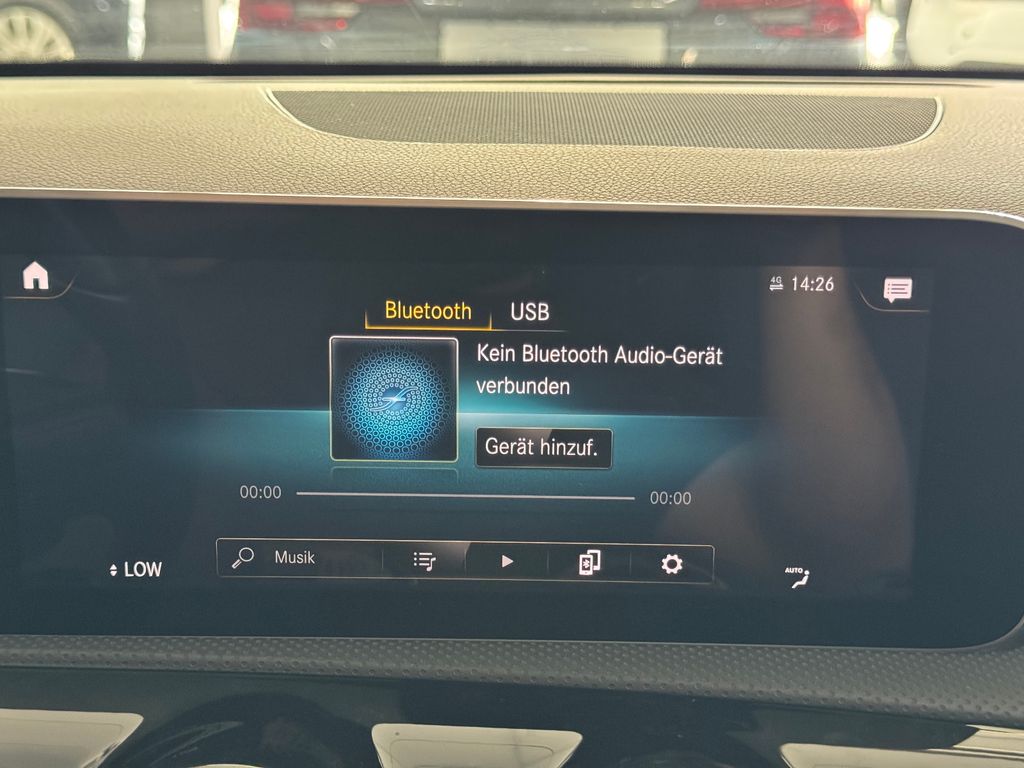 4G 14:26
Bluetooth USB
Kein Bluetooth Audio-Gerät
verbunden
Gerät hinzuf.
00:00 00:00
Musik
LOW
AUTO